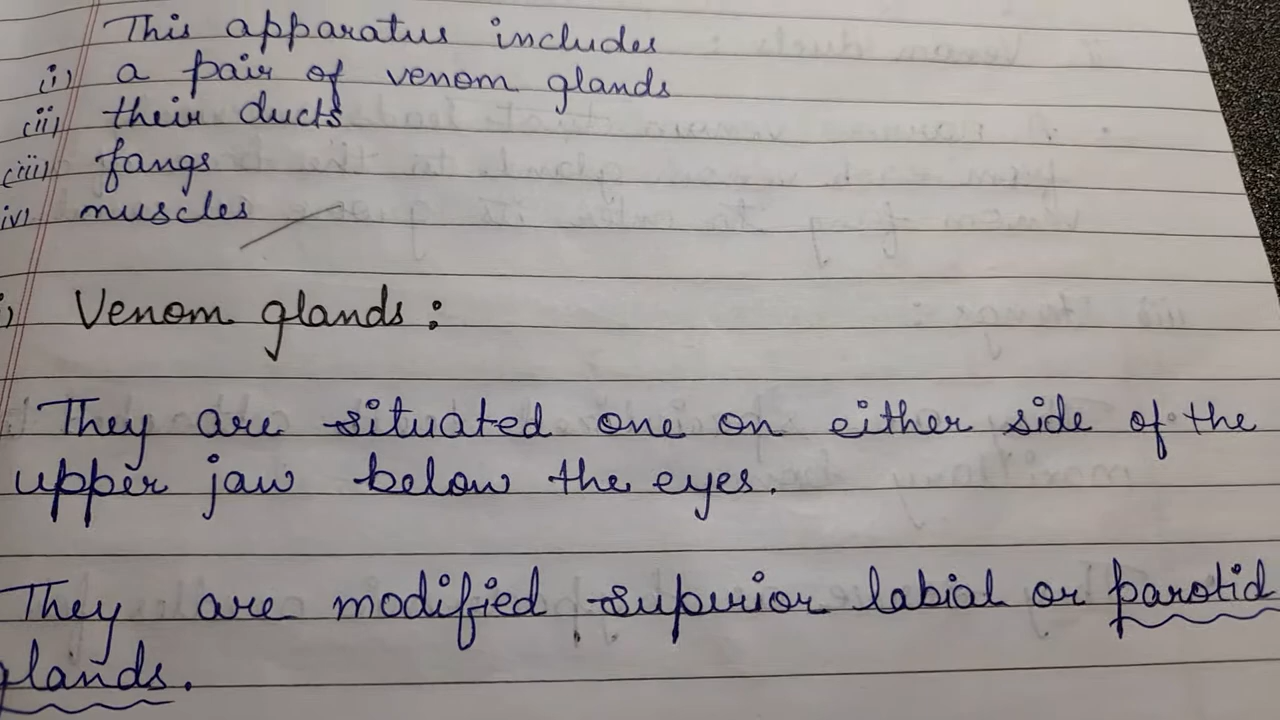 This apparatus includes
(i) a pair of venom glands
(ii) their ducts
(iii) fangs
iv) muscles
i) Venom glands :
They are situated one on either side of the
upper jaw below the eyes.
They are modified superior labial or parotid
glands.